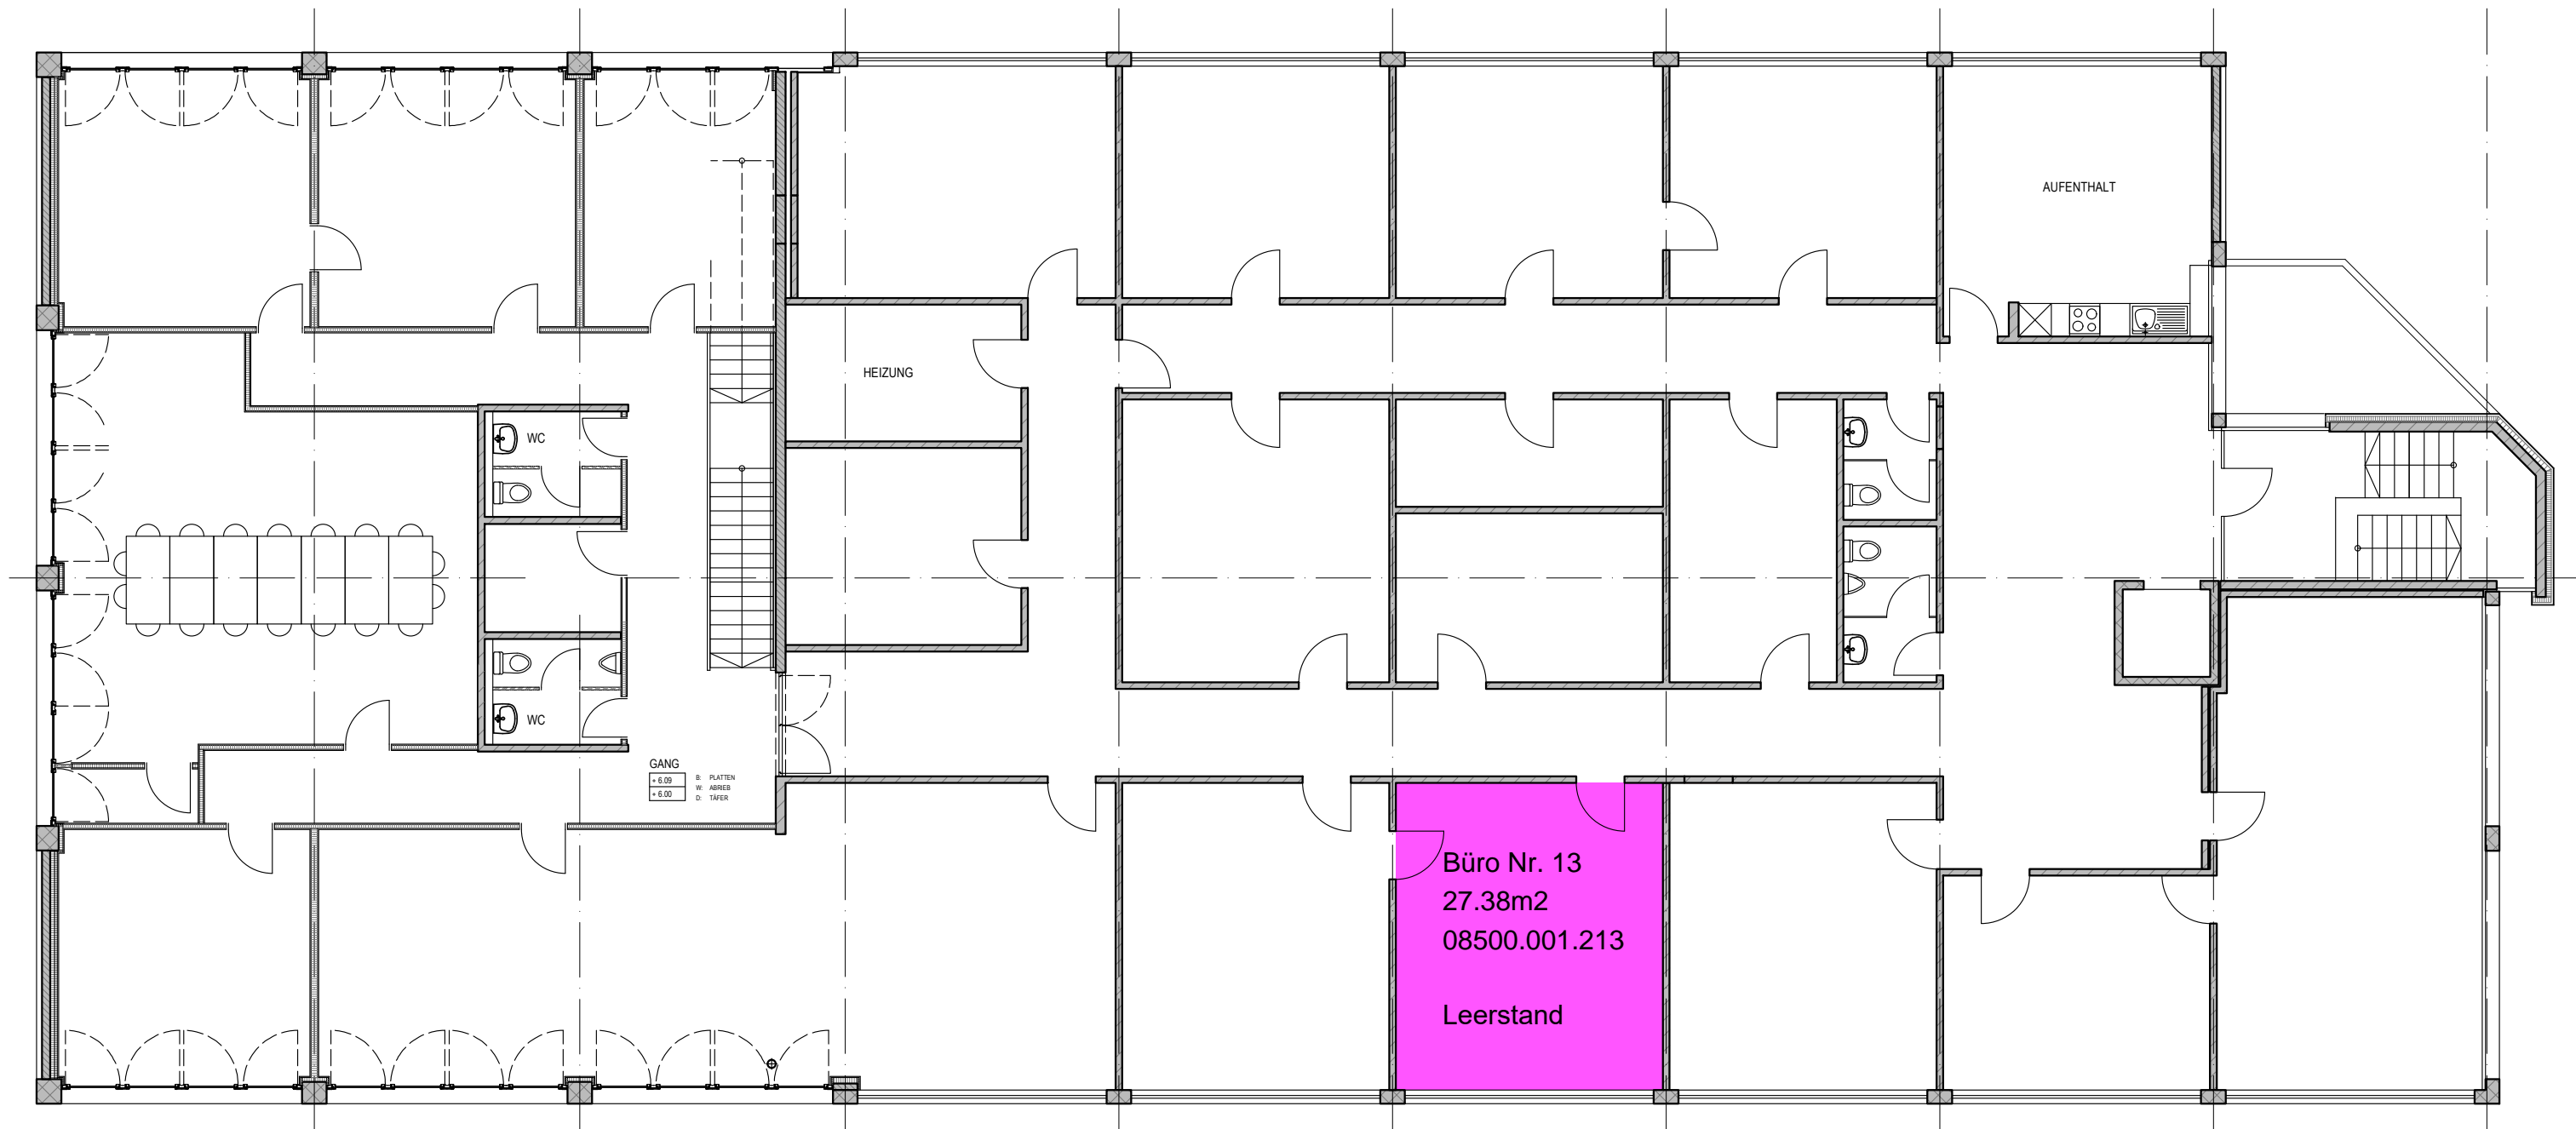 AUFENTHALT
HEIZUNG
WC
WC
GANG
+ 6.09
+ 6.00
B: PLATTEN
W: ABRIEB
D: TÄFER
Büro Nr. 13
27.38m2
08500.001.213
Leerstand